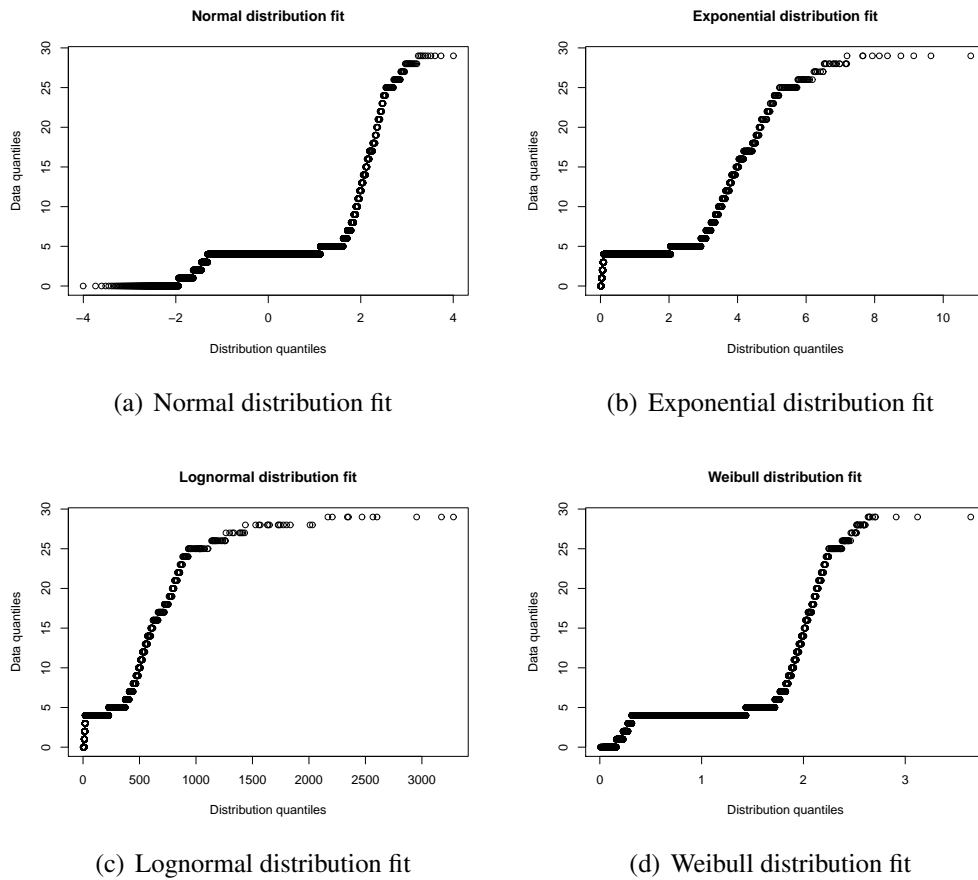 Normal distribution fit
Data quantiles
0 5 10 15 20 25 30
−4 −2 0 2 4
Distribution quantiles
(a) Normal distribution fit
Exponential distribution fit
Data quantiles
0 5 10 15 20 25 30
0 2 4 6 8 10
Distribution quantiles
(b) Exponential distribution fit
Lognormal distribution fit
Data quantiles
0 5 10 15 20 25 30
0 500 1000 1500 2000 2500 3000
Distribution quantiles
(c) Lognormal distribution fit
Weibull distribution fit
Data quantiles
0 5 10 15 20 25 30
0 1 2 3
Distribution quantiles
(d) Weibull distribution fit